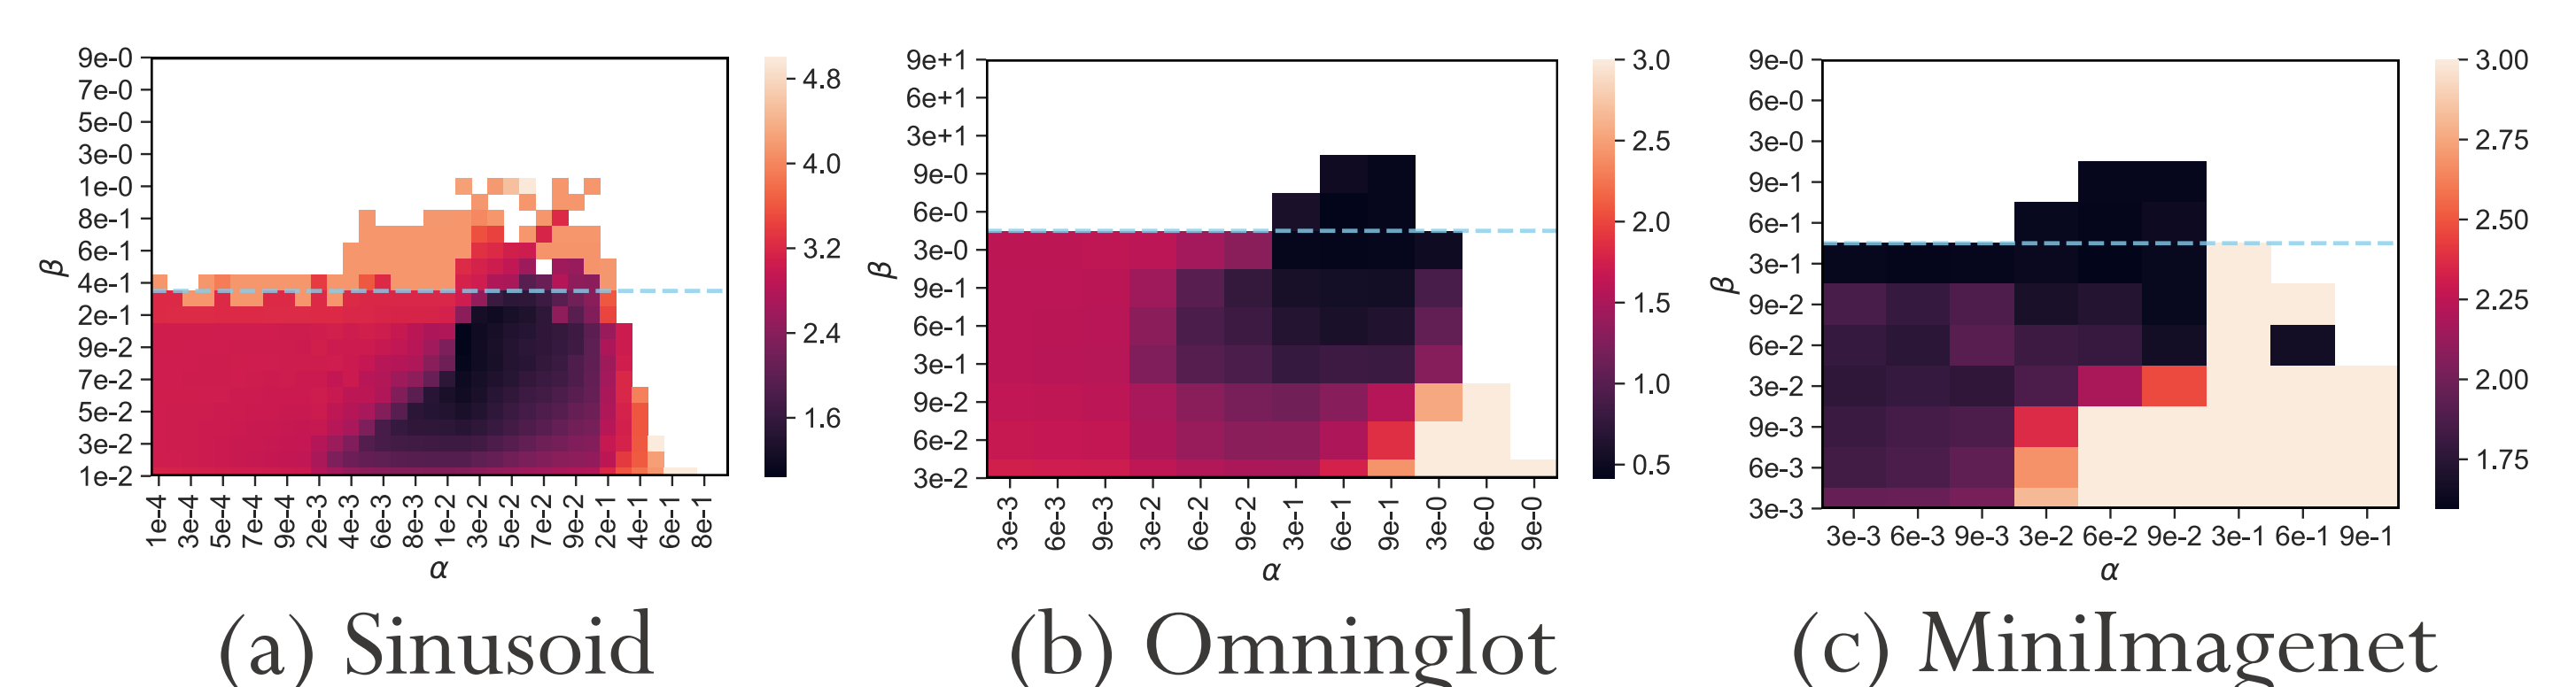 9e-0
7e-0
5e-0
3e-0
1e-0
8e-1
6e-1
4e-1
2e-1
9e-2
7e-2
5e-2
3e-2
1e-2
β
1e-4 3e-4 5e-4 7e-4 9e-4 2e-3 4e-3 6e-3 8e-3 1e-2 3e-2 5e-2 7e-2 9e-2 2e-1 4e-1 6e-1 8e-1
α
4.8
4.0
3.2
2.4
1.6
(a) Sinusoid
9e+1
6e+1
3e+1
9e-0
6e-0
3e-0
9e-1
6e-1
3e-1
9e-2
6e-2
3e-2
β
3e-3 6e-3 9e-3 3e-2 6e-2 9e-2 3e-1 6e-1 9e-1 3e-0 6e-0 9e-0
α
3.0
2.5
2.0
1.5
1.0
0.5
(b) Omninglot
9e-0
6e-0
3e-0
9e-1
6e-1
3e-1
9e-2
6e-2
3e-2
9e-3
6e-3
3e-3
β
3e-3 6e-3 9e-3 3e-2 6e-2 9e-2 3e-1 6e-1 9e-1
α
3.00
2.75
2.50
2.25
2.00
1.75
(c) MiniImagenet